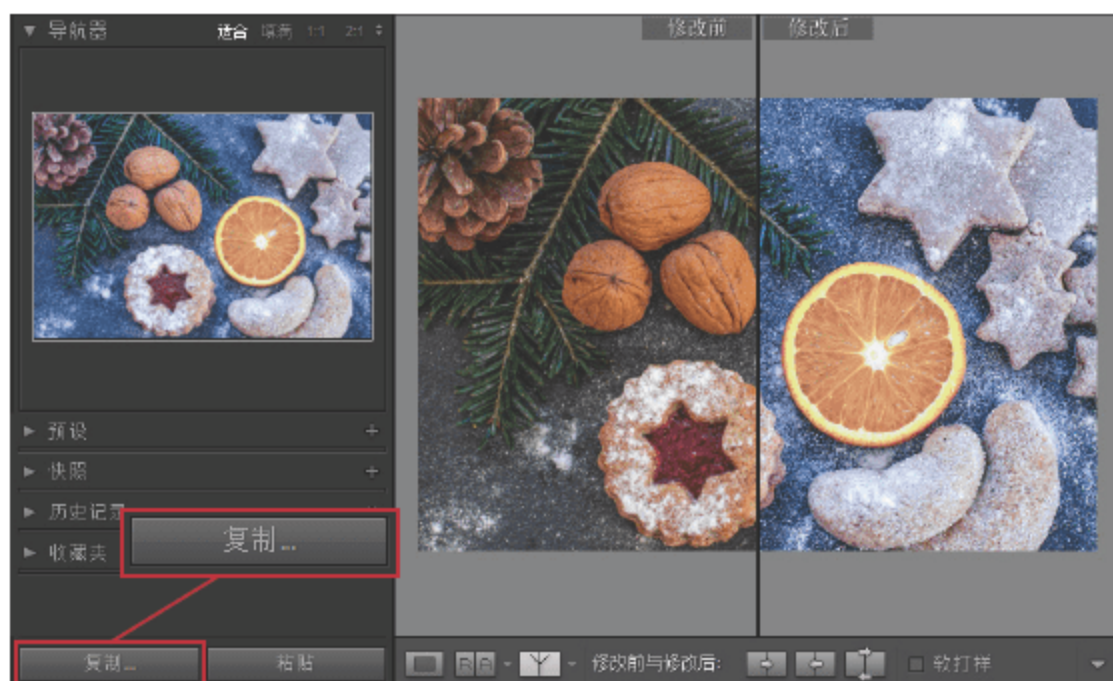 导航器 适合 填满 1:1 2:1
修改前 修改后
预设
快照
历史记录
收藏夹
复制...
复制... 粘贴
R A Y 修改前与修改后: 软打样